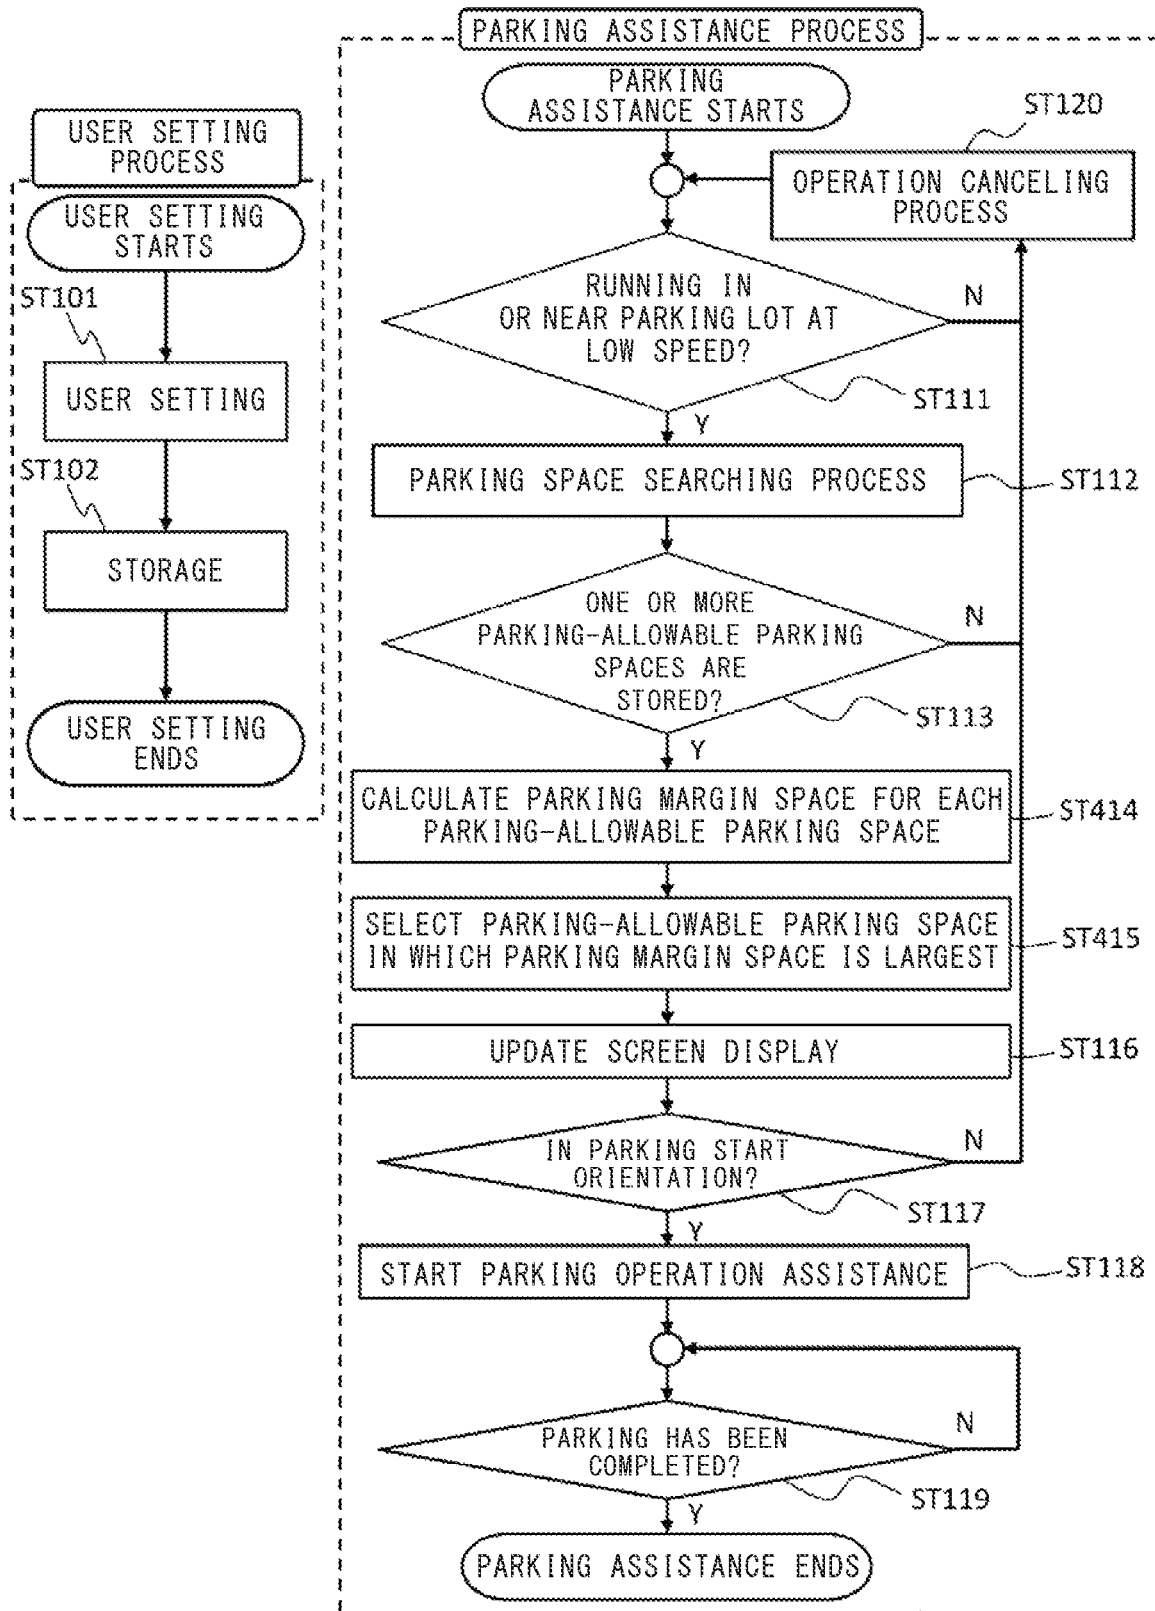 USER SETTING
PROCESS
USER SETTING
STARTS
ST101
USER SETTING
ST102
STORAGE
USER SETTING
ENDS
PARKING ASSISTANCE PROCESS
PARKING
ASSISTANCE STARTS
ST120
OPERATION CANCELING
PROCESS
RUNNING IN
OR NEAR PARKING LOT AT
LOW SPEED?
N
ST111
Y
PARKING SPACE SEARCHING PROCESS
ST112
ONE OR MORE
PARKING-ALLOWABLE PARKING
SPACES ARE
STORED?
N
ST113
Y
CALCULATE PARKING MARGIN SPACE FOR EACH
PARKING-ALLOWABLE PARKING SPACE
ST414
SELECT PARKING-ALLOWABLE PARKING SPACE
IN WHICH PARKING MARGIN SPACE IS LARGEST
ST415
UPDATE SCREEN DISPLAY
ST116
IN PARKING START
ORIENTATION?
N
ST117
Y
START PARKING OPERATION ASSISTANCE
ST118
PARKING HAS BEEN
COMPLETED?
N
ST119
Y
PARKING ASSISTANCE ENDS